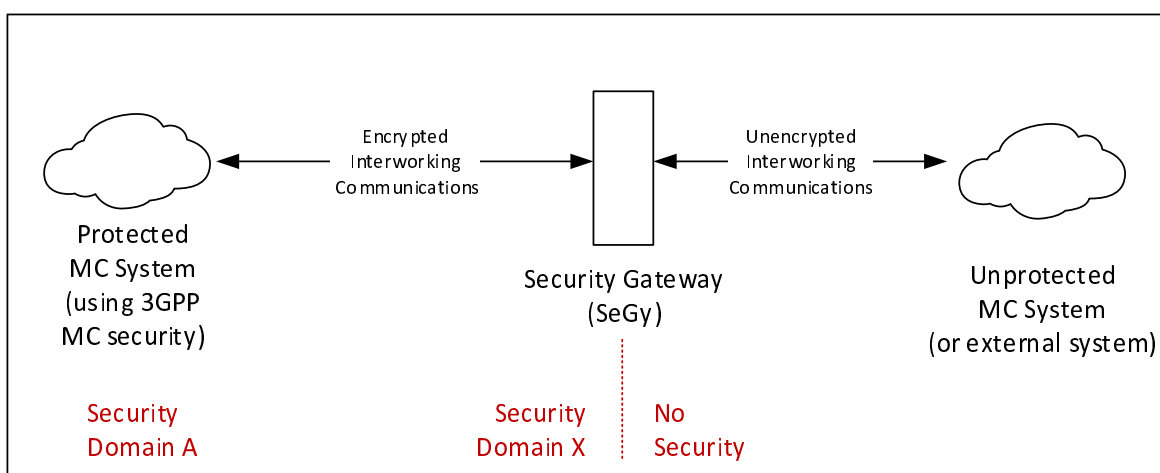 Encrypted
Interworking
Communications
Unencrypted
Interworking
Communications
Protected
MC System
(using 3GPP
MC security)
Security Gateway
(SeGy)
Unprotected
MC System
(or external system)
Security
Domain A
Security
Domain X
No
Security